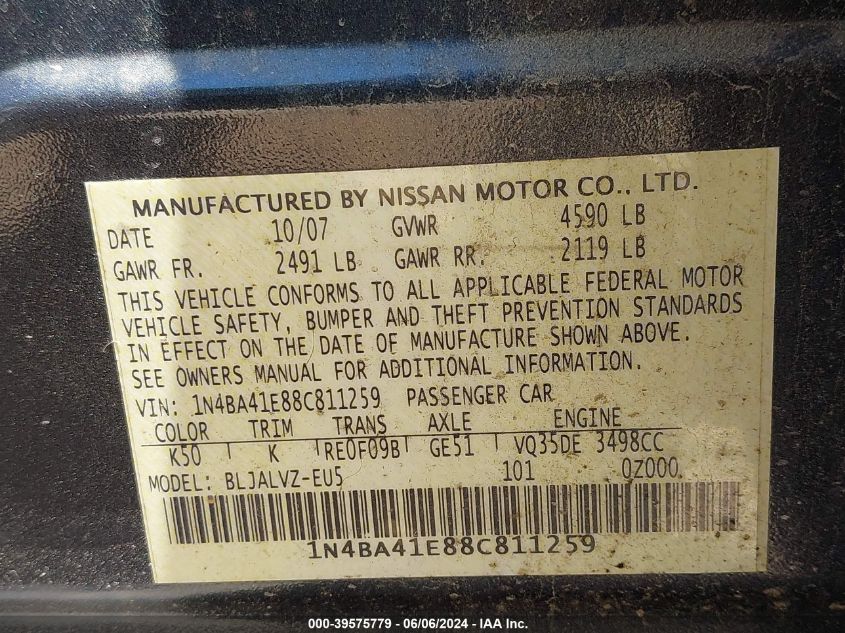 MANUFACTURED BY NISSAN MOTOR CO., LTD.
DATE 10/07 GVWR 4590 LB
GAWR FR. 2491 LB GAWR RR. 2119 LB
THIS VEHICLE CONFORMS TO ALL APPLICABLE FEDERAL MOTOR
VEHICLE SAFETY, BUMPER AND THEFT PREVENTION STANDARDS
IN EFFECT ON THE DATE OF MANUFACTURE SHOWN ABOVE.
SEE OWNERS MANUAL FOR ADDITIONAL INFORMATION.
VIN: 1N4BA41E88C811259 PASSENGER CAR
COLOR TRIM TRANS AXLE ENGINE
K50 K RE0F09B GE51 VQ35DE 3498CC
MODEL: BLJALVZ-EU5 101 0Z000
1N4BA41E88C811259
000-39575779 - 06/06/2024 - IAA Inc.